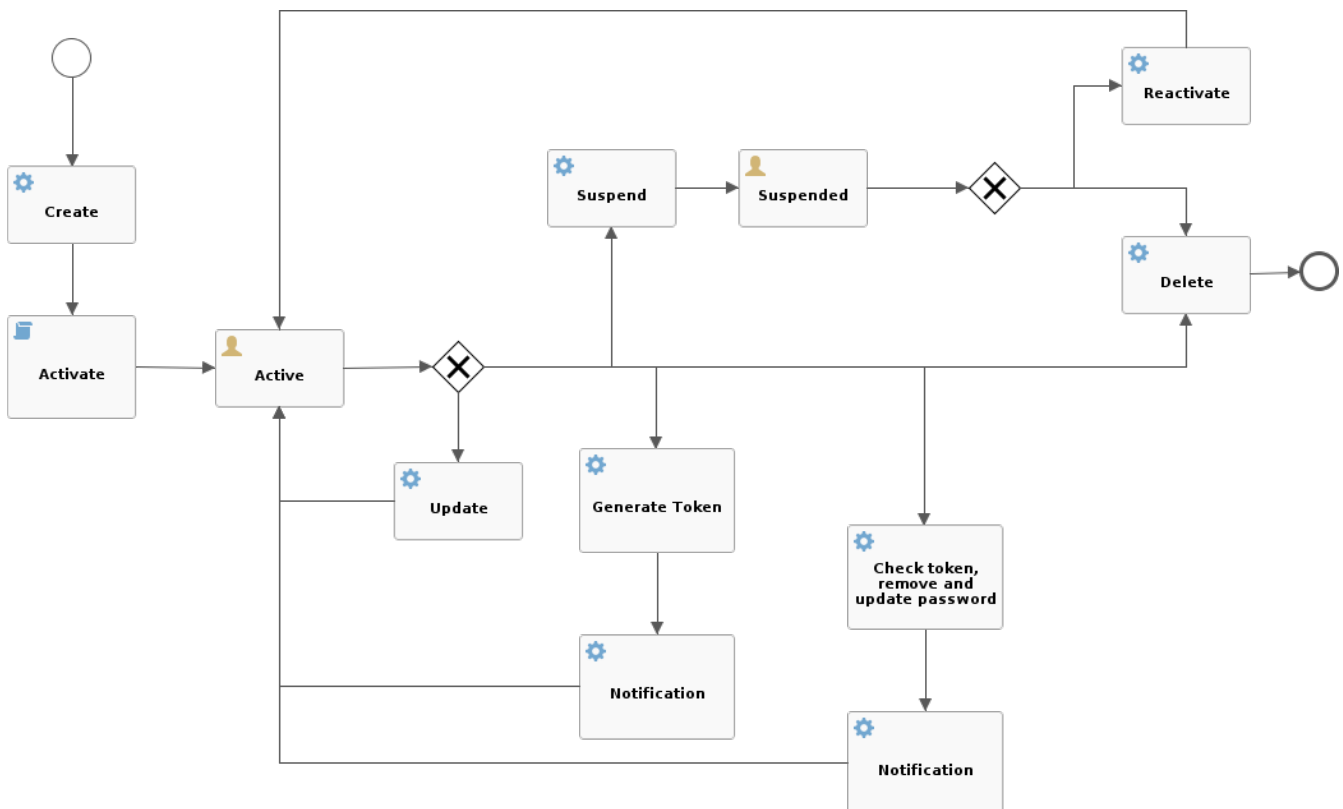 Reactivate
Suspend
Suspended
Create
Delete
Activate
Active
Update
Generate Token
Check token,
remove and
update password
Notification
Notification